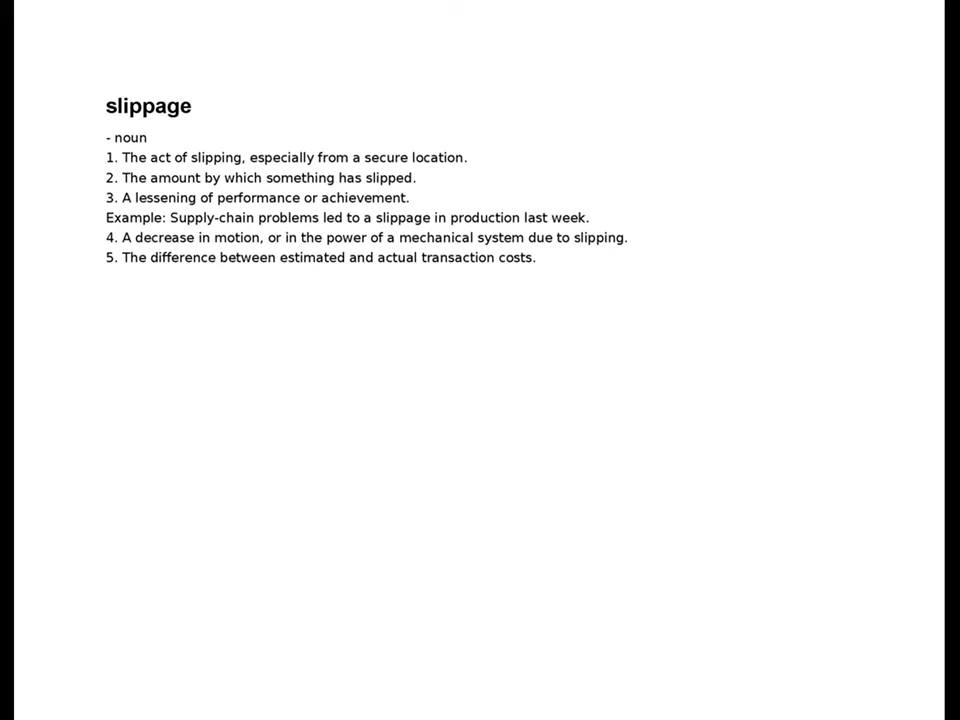 slippage
- noun
1. The act of slipping, especially from a secure location.
2. The amount by which something has slipped.
3. A lessening of performance or achievement.
Example: Supply-chain problems led to a slippage in production last week.
4. A decrease in motion, or in the power of a mechanical system due to slipping.
5. The difference between estimated and actual transaction costs.